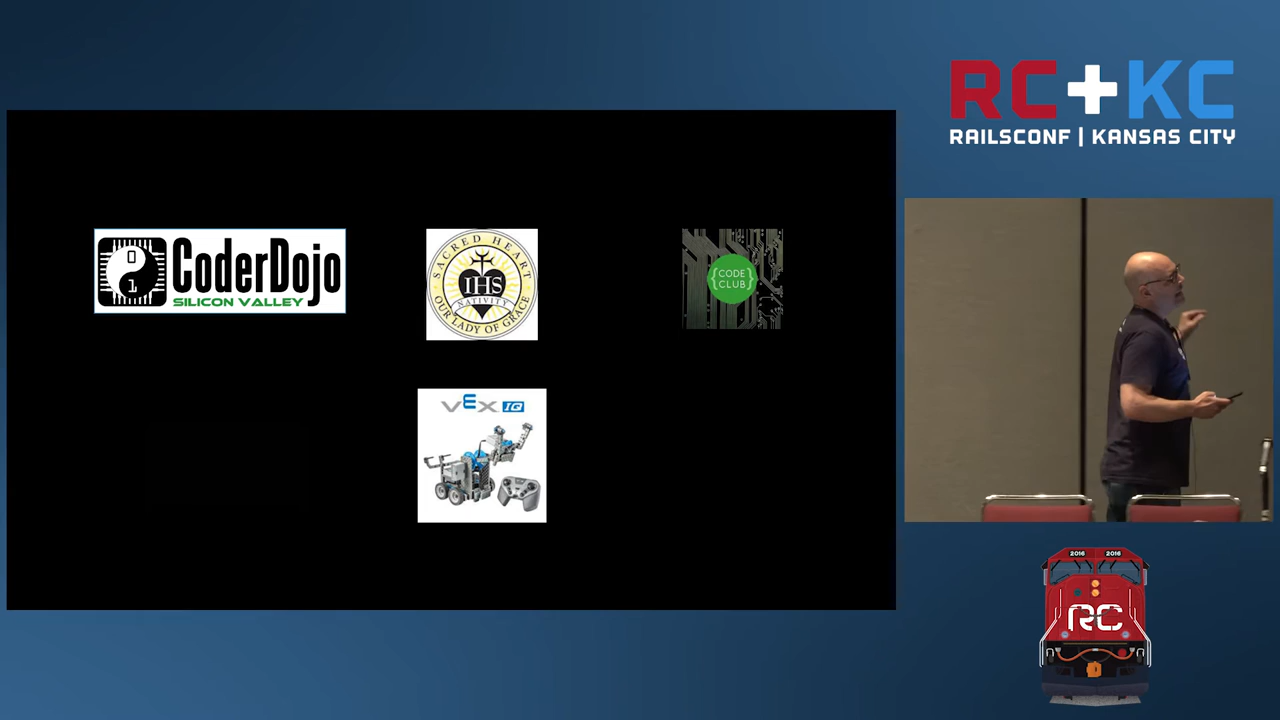 RC+KC
RAILSCONF | KANSAS CITY
0
1
CoderDojo
SILICON VALLEY
SACRED HEART
IHS
NATIVITY
OUR LADY OF GRACE
{CODE
CLUB}
VEX IQ
2016 2016
RC